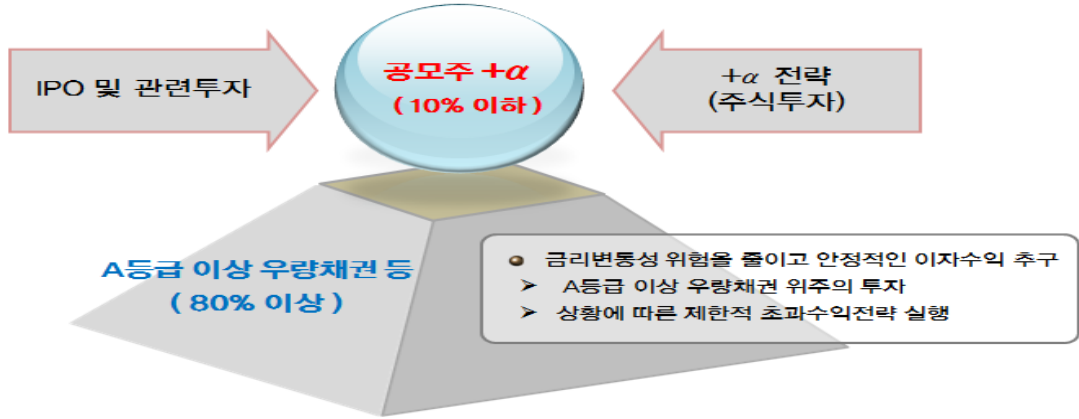 IPO 및 관련투자
공모주 +α
(10% 이하)
+α 전략
(주식투자)
A등급 이상 우량채권 등
( 80% 이상 )
금리변동성 위험을 줄이고 안정적인 이자수익 추구
➢ A등급 이상 우량채권 위주의 투자
➢ 상황에 따른 제한적 초과수익전략 실행